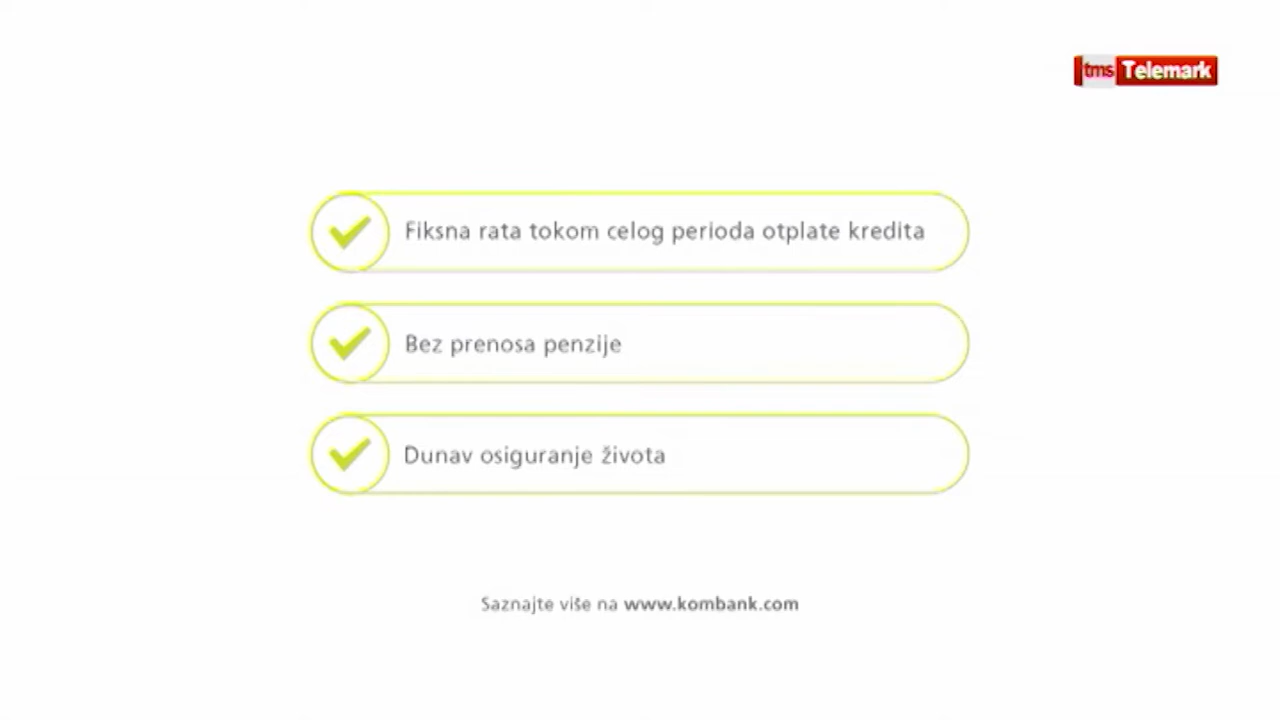 tms Telemark
Fiksna rata tokom celog perioda otplate kredita
Bez prenosa penzije
Dunav osiguranje života
Saznajte više na www.kombank.com